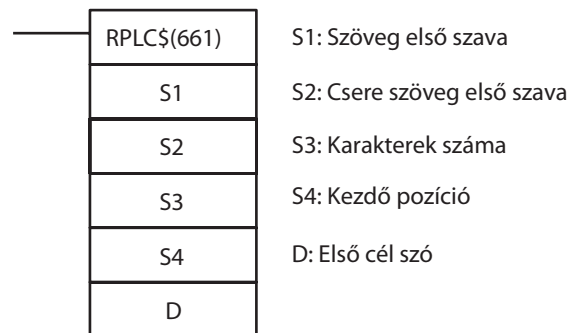 RPLC$(661)
S1
S2
S3
S4
D
S1: Szöveg első szava
S2: Csere szöveg első szava
S3: Karakterek száma
S4: Kezdő pozíció
D: Első cél szó